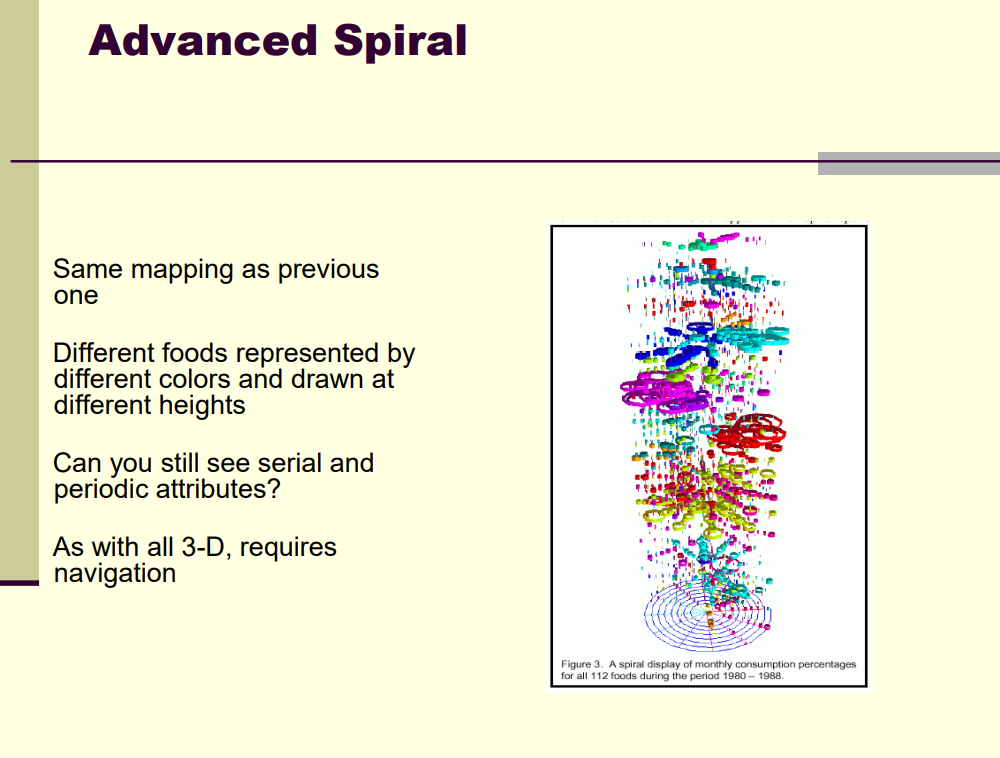 Advanced Spiral
Same mapping as previous
one
Different foods represented by
different colors and drawn at
different heights
Can you still see serial and
periodic attributes?
As with all 3-D, requires
navigation
Figure 3. A spiral display of monthly consumption percentages
for all 112 foods during the period 1980 – 1988.